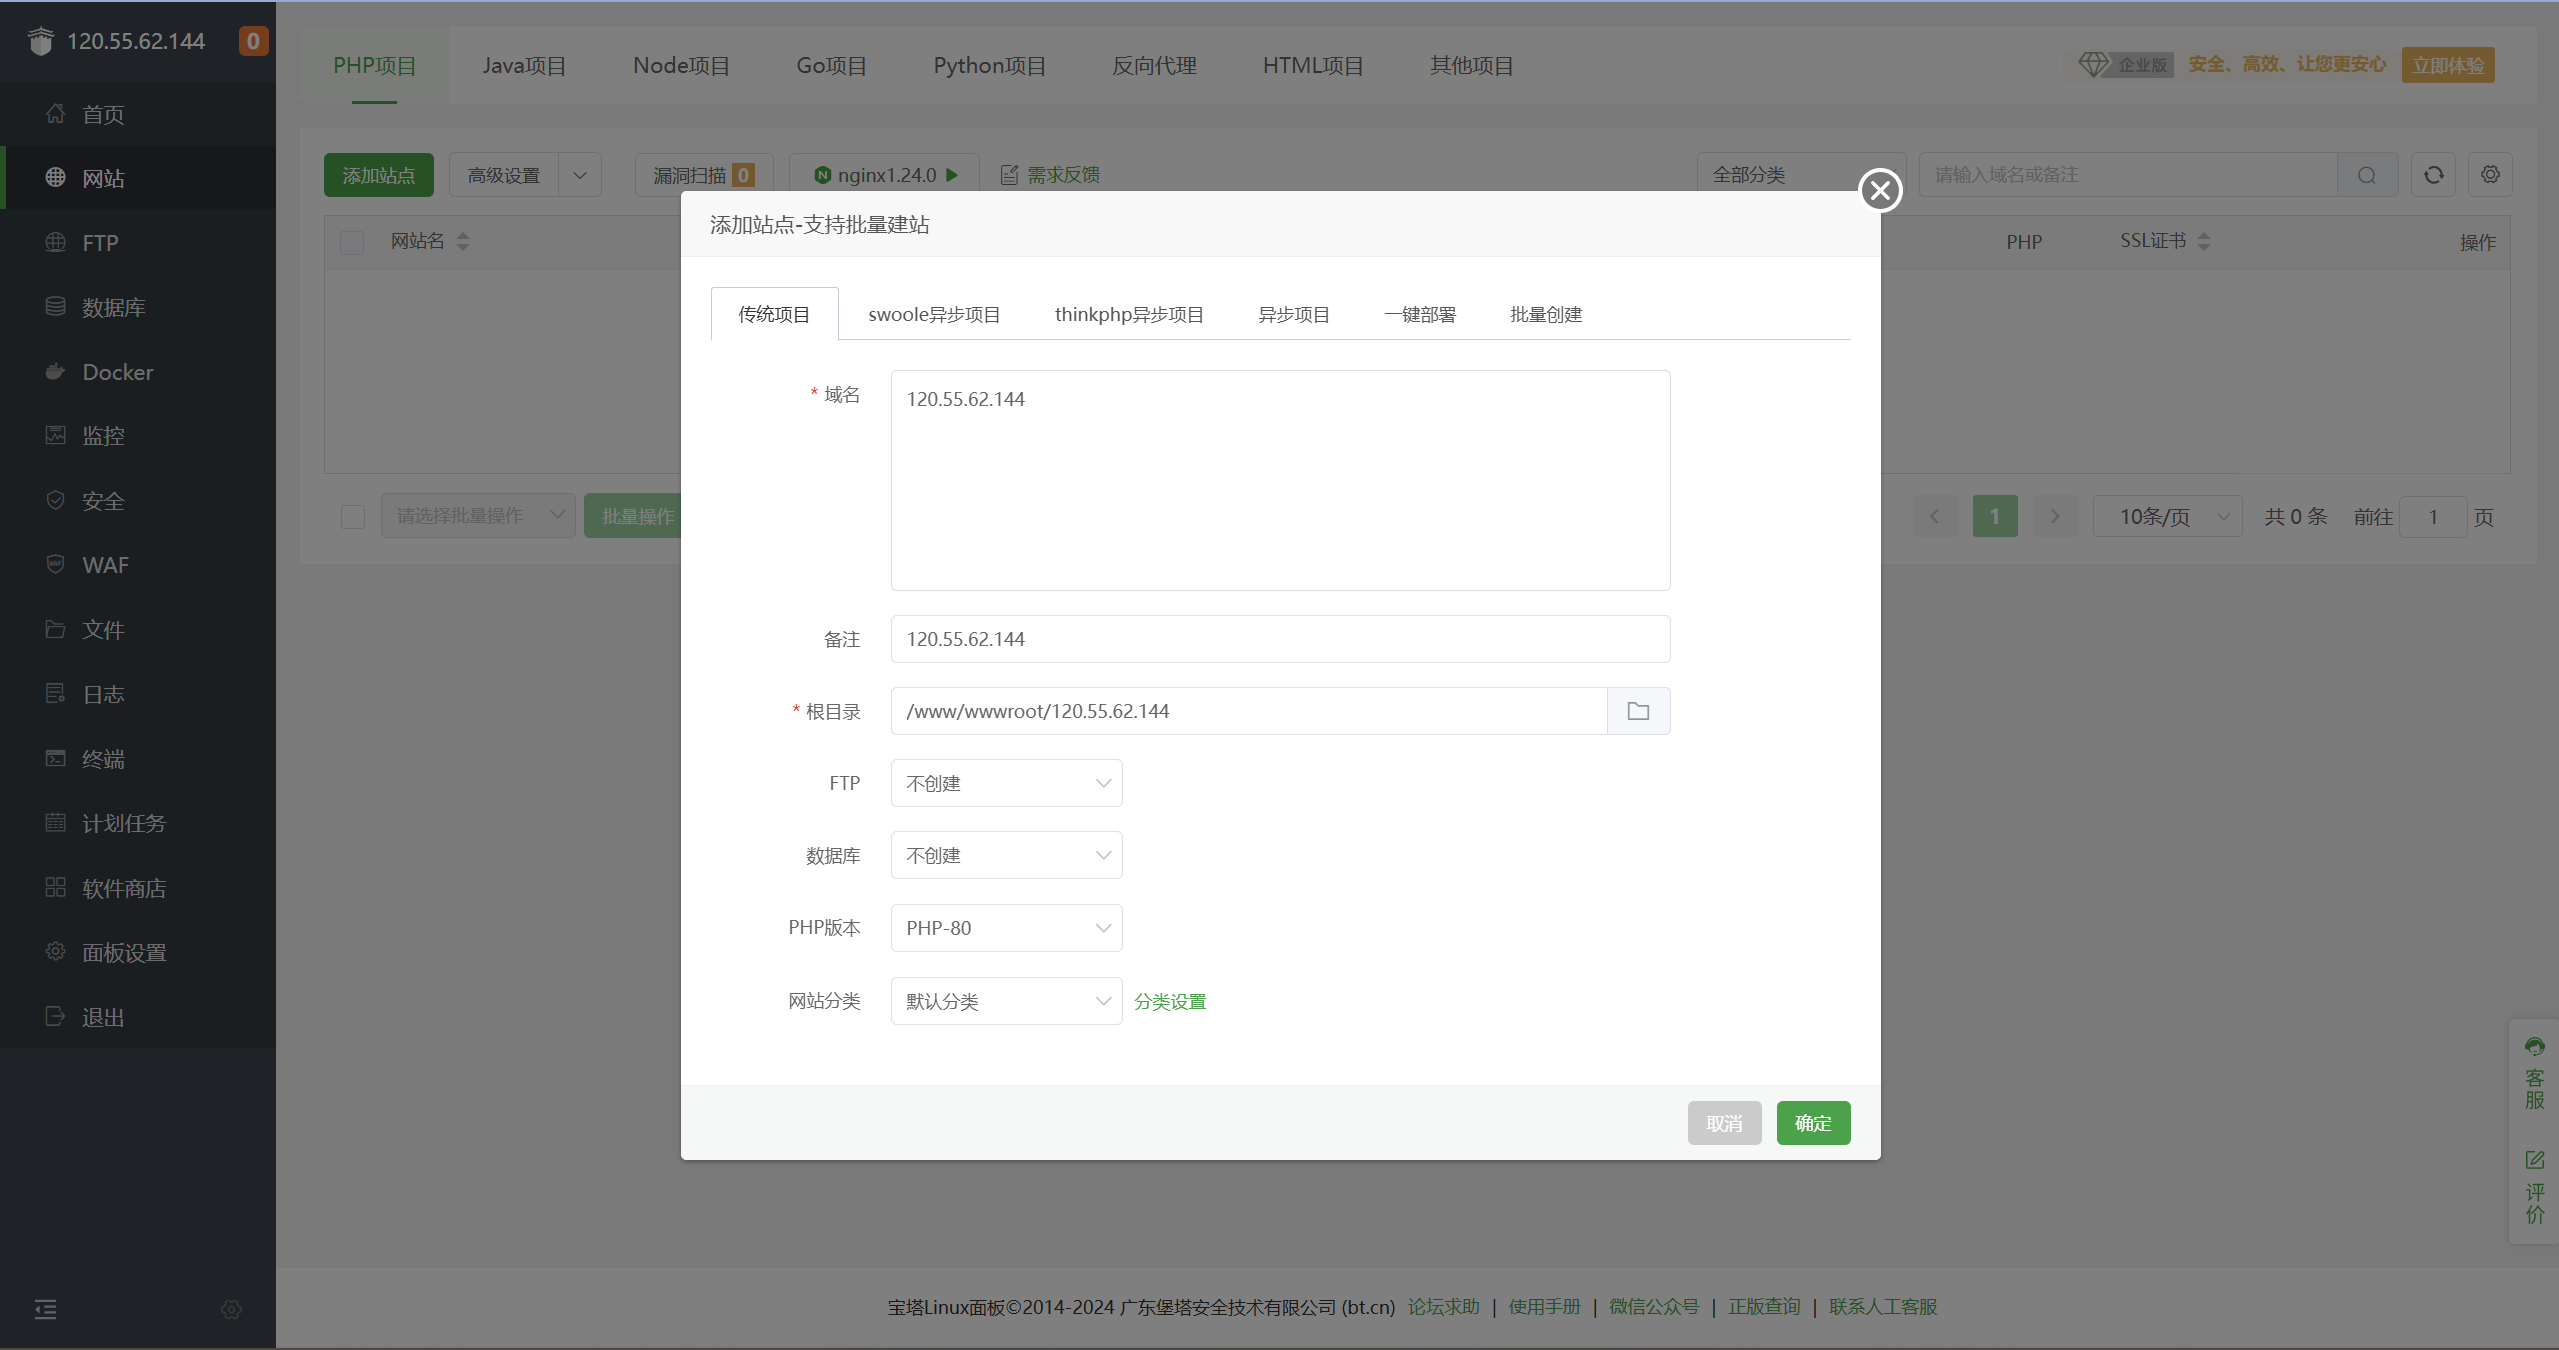 120.55.62.144 0
首页
网站
FTP
数据库
Docker
监控
安全
WAF
文件
日志
终端
计划任务
软件商店
面板设置
退出
PHP项目 Java项目 Node项目 Go项目 Python项目 反向代理 HTML项目 其他项目
企业版 安全、高效、让您更安心 立即体验
添加站点 高级设置 漏洞扫描 0 nginx1.24.0 需求反馈 全部分类 请输入域名或备注
网站名 PHP SSL证书 操作
请选择批量操作 批量操作 1 10条/页 共 0 条 前往 1 页
添加站点-支持批量建站
传统项目 swoole异步项目 thinkphp异步项目 异步项目 一键部署 批量创建
* 域名 120.55.62.144
备注 120.55.62.144
* 根目录 /www/wwwroot/120.55.62.144
FTP 不创建
数据库 不创建
PHP版本 PHP-80
网站分类 默认分类 分类设置
取消 确定
客服
评价
宝塔Linux面板©2014-2024 广东堡塔安全技术有限公司 (bt.cn) 论坛求助 | 使用手册 | 微信公众号 | 正版查询 | 联系人工客服